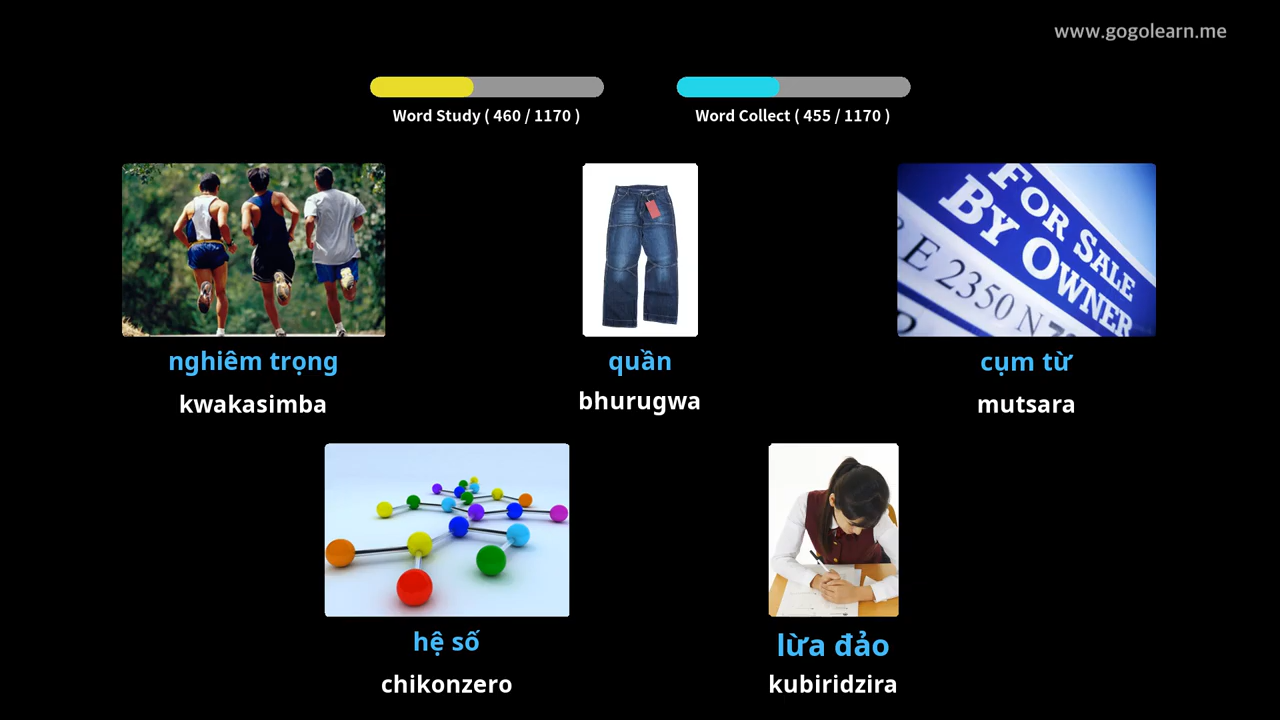 www.gogolearn.me
Word Study ( 460 / 1170 )
Word Collect ( 455 / 1170 )
FOR SALE
BY OWNER
E 2350 N
nghiêm trọng
quần
cụm từ
kwakasimba
bhurugwa
mutsara
hệ số
lừa đảo
chikonzero
kubiridzira